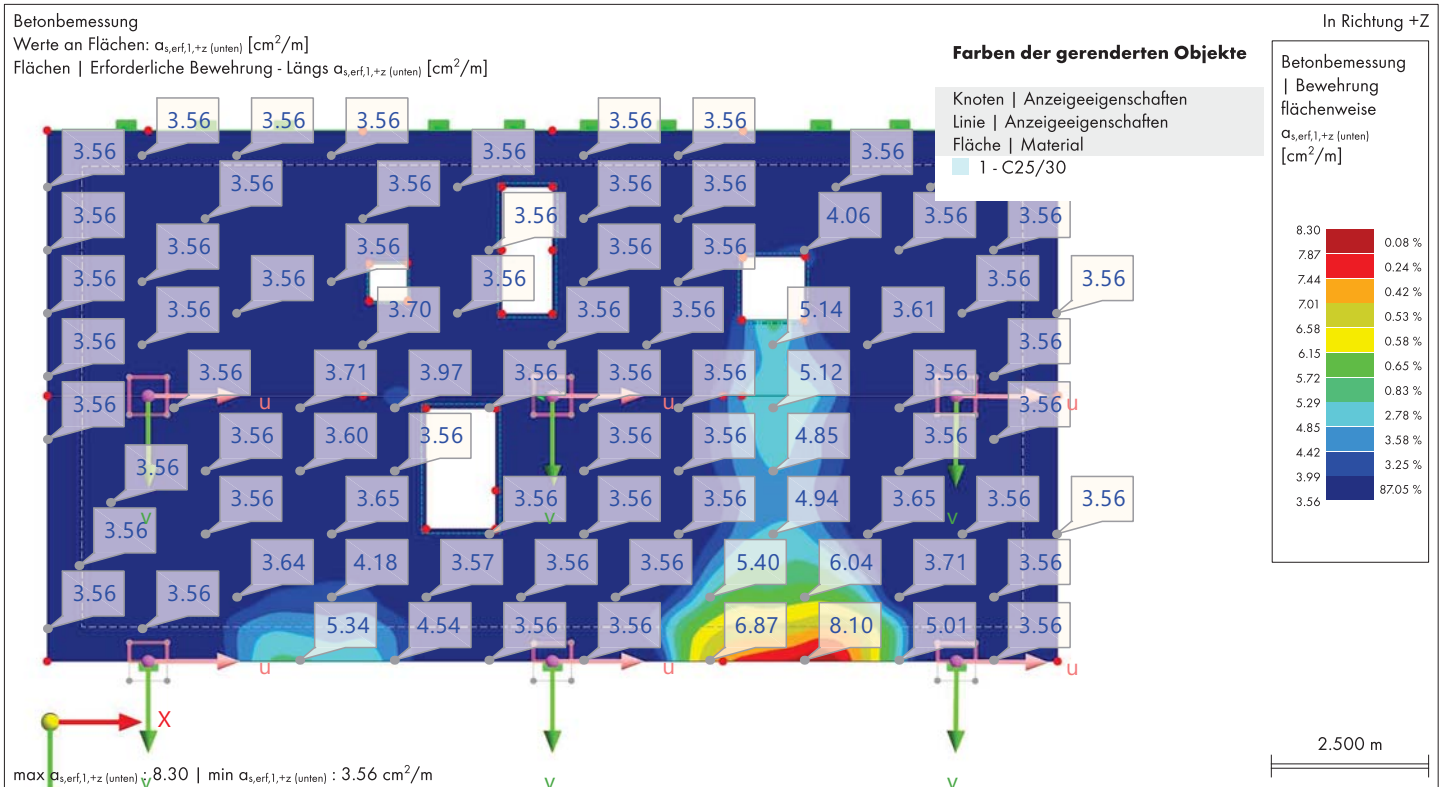 Betonbemessung
Werte an Flächen: as,erf,1,+z (unten) [cm²/m]
Flächen | Erforderliche Bewehrung - Längs as,erf,1,+z (unten) [cm²/m]
In Richtung +Z
Farben der gerenderten Objekte
Knoten | Anzeigeeigenschaften
Linie | Anzeigeeigenschaften
Fläche | Material
1 - C25/30
Betonbemessung
| Bewehrung
flächenweise
as,erf,1,+z (unten)
[cm²/m]
8.30
0.08 %
7.87
0.24 %
7.44
0.42 %
7.01
0.53 %
6.58
0.58 %
6.15
0.65 %
5.72
0.83 %
5.29
2.78 %
4.85
3.58 %
4.42
3.25 %
3.99
87.05 %
3.56
3.56 3.56 3.56 3.56 3.56
3.56 3.56 3.56
3.56 3.56 3.56 3.56
3.56 3.56 4.06 3.56 3.56
3.56 3.56 3.56 3.56
3.56 3.56 3.56 3.56 3.56
3.56 3.70 3.56 3.56 5.14 3.61
3.56 3.56
3.56 3.71 3.97 3.56 3.56 3.56 5.12 3.56
u u u
3.56 3.56
3.56 3.60 3.56 3.56 3.56 4.85 3.56
3.56
3.56 3.65 3.56 3.56 3.56 4.94 3.65 3.56 3.56
v v v
3.56
3.64 4.18 3.57 3.56 3.56 5.40 6.04 3.71 3.56
3.56 3.56
5.34 4.54 3.56 3.56 6.87 8.10 5.01 3.56
u u u
X
v v v
max as,erf,1,+z (unten) : 8.30 | min as,erf,1,+z (unten) : 3.56 cm²/m
2.500 m